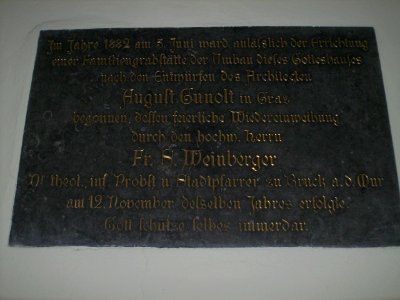 Im Jahre 1882 am 5. Juni ward anläßlich der Errichtung
einer Familiengrabstätte der Umbau dieses Gotteshauses
nach den Entwürfen des Architecten
August Gunolt in Graz
begonnen, dessen feierliche Wiedereinweihung
durch den hochw. Herrn
Fr. S. Weinberger
Dr theol., inf. Probst u. Stadtpfarrer zu Bruck a.d. Mur
am 12. November desselben Jahres erfolgte.
Gott schütze selbes immerdar.